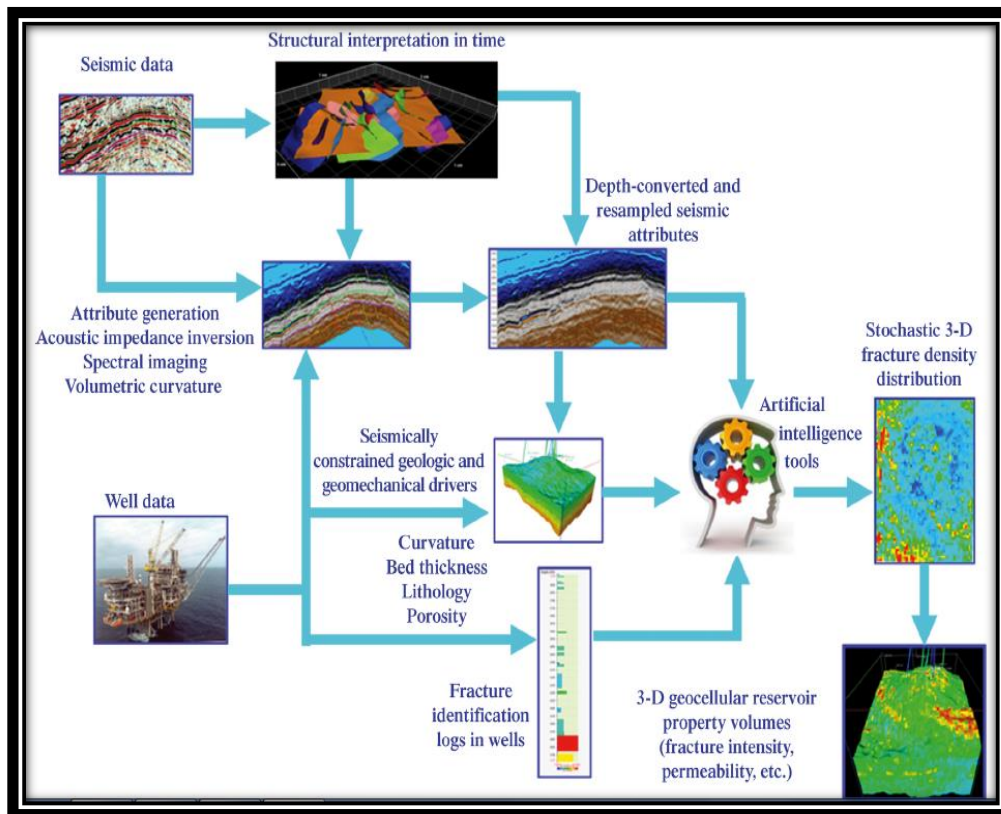 Structural interpretation in time
Seismic data
Depth-converted and
resampled seismic
attributes
Attribute generation
Acoustic impedance inversion
Spectral imaging
Volumetric curvature
Stochastic 3-D
fracture density
distribution
Artificial
intelligence
tools
Seismically
constrained geologic and
geomechanical drivers
Well data
Curvature
Bed thickness
Lithology
Porosity
Fracture
identification
logs in wells
3-D geocellular reservoir
property volumes
(fracture intensity,
permeability, etc.)